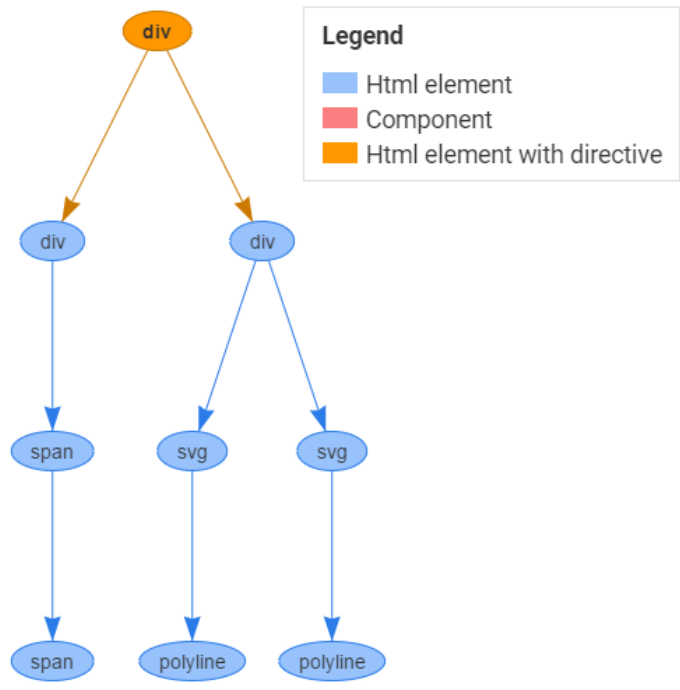 div
Legend
Html element
Component
Html element with directive
div div
span svg svg
span polyline polyline